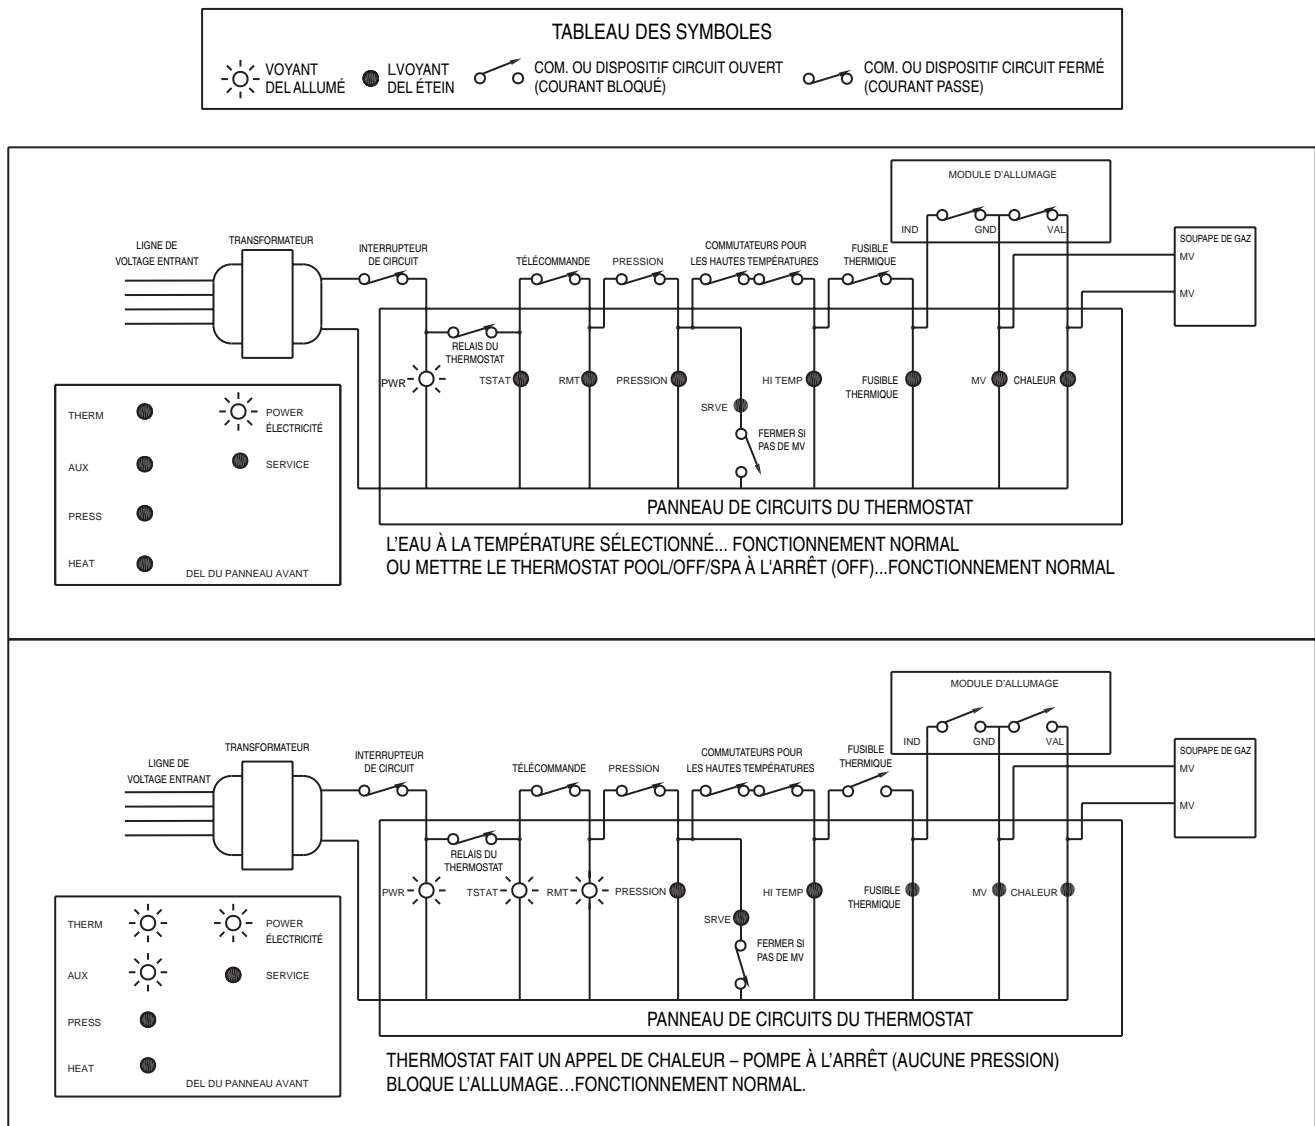 TABLEAU DES SYMBOLES
VOYANT
DEL ALLUMÉ
LVOYANT
DEL ÉTEIN
COM. OU DISPOSITIF CIRCUIT OUVERT
(COURANT BLOQUÉ)
COM. OU DISPOSITIF CIRCUIT FERMÉ
(COURANT PASSE)
MODULE D'ALLUMAGE
IND
GND
VAL
SOUPAPE DE GAZ
MV
MV
LIGNE DE
VOLTAGE ENTRANT
TRANSFORMATEUR
INTERRUPTEUR
DE CIRCUIT
TÉLÉCOMMANDE
PRESSION
COMMUTATEURS POUR
LES HAUTES TEMPÉRATURES
FUSIBLE
THERMIQUE
RELAIS DU
THERMOSTAT
PWR
TSTAT
RMT
PRESSION
HI TEMP
FUSIBLE
THERMIQUE
MV
CHALEUR
SRVE
FERMER SI
PAS DE MV
THERM
POWER
ÉLECTRICITÉ
AUX
SERVICE
PRESS
HEAT
DEL DU PANNEAU AVANT
PANNEAU DE CIRCUITS DU THERMOSTAT
L'EAU À LA TEMPÉRATURE SÉLECTIONNÉ... FONCTIONNEMENT NORMAL
OU METTRE LE THERMOSTAT POOL/OFF/SPA À L'ARRÊT (OFF)...FONCTIONNEMENT NORMAL
MODULE D'ALLUMAGE
IND
GND
VAL
SOUPAPE DE GAZ
MV
MV
LIGNE DE
VOLTAGE ENTRANT
TRANSFORMATEUR
INTERRUPTEUR
DE CIRCUIT
TÉLÉCOMMANDE
PRESSION
COMMUTATEURS POUR
LES HAUTES TEMPÉRATURES
FUSIBLE
THERMIQUE
RELAIS DU
THERMOSTAT
PWR
TSTAT
RMT
PRESSION
HI TEMP
FUSIBLE
THERMIQUE
MV
CHALEUR
SRVE
FERMER SI
PAS DE MV
THERM
POWER
ÉLECTRICITÉ
AUX
SERVICE
PRESS
HEAT
DEL DU PANNEAU AVANT
PANNEAU DE CIRCUITS DU THERMOSTAT
THERMOSTAT FAIT UN APPEL DE CHALEUR – POMPE À L'ARRÊT (AUCUNE PRESSION)
BLOQUE L'ALLUMAGE…FONCTIONNEMENT NORMAL.